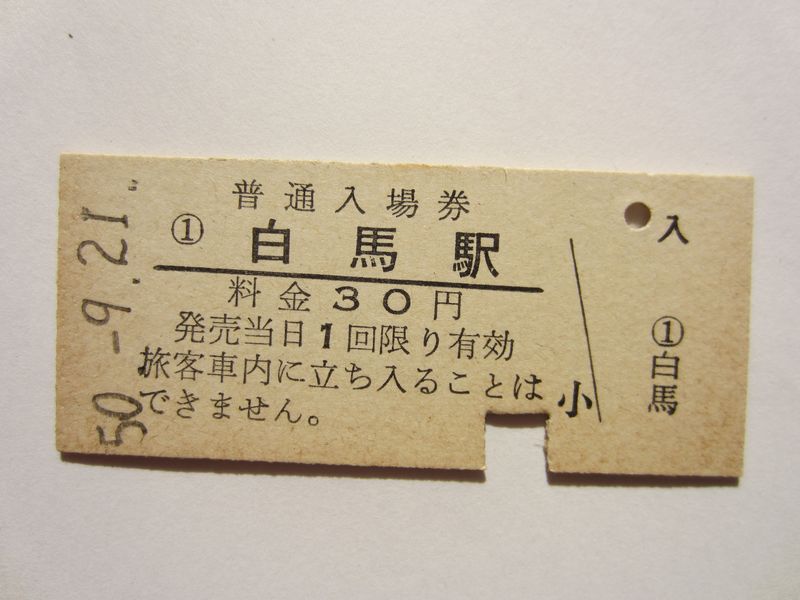 50.-9.21
普通入場券
① 白馬駅
料金30円
発売当日1回限り有効
旅客車内に立ち入ることは
できません。
小
入
①
白馬